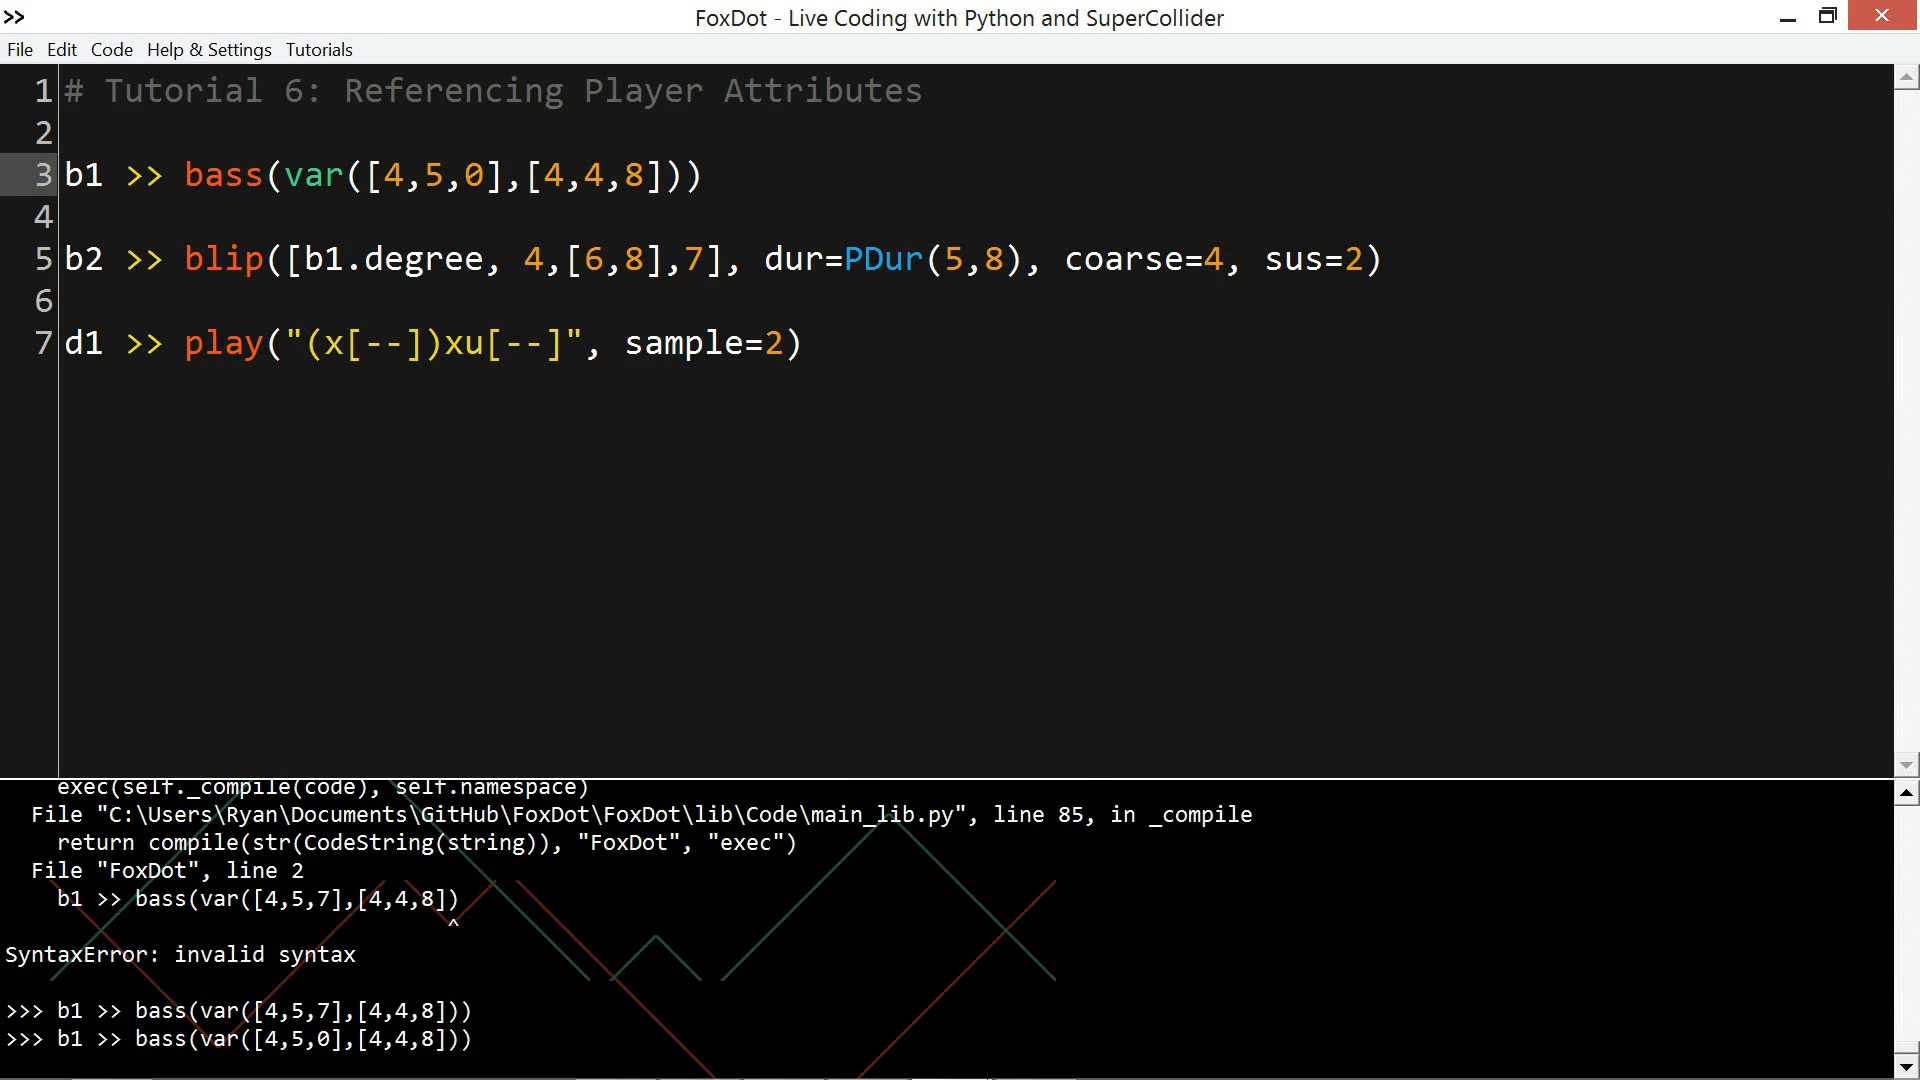 >>
FoxDot - Live Coding with Python and SuperCollider
File Edit Code Help & Settings Tutorials
1 # Tutorial 6: Referencing Player Attributes
2
3 b1 >> bass(var([4,5,0],[4,4,8]))
4
5 b2 >> blip([b1.degree, 4,[6,8],7], dur=PDur(5,8), coarse=4, sus=2)
6
7 d1 >> play("(x[--])xu[--]", sample=2)
exec(self._compile(code), self.namespace)
File "C:\Users\Ryan\Documents\GitHub\FoxDot\FoxDot\lib\Code\main_lib.py", line 85, in _compile
return compile(str(CodeString(string)), "FoxDot", "exec")
File "FoxDot", line 2
b1 >> bass(var([4,5,7],[4,4,8])
^
SyntaxError: invalid syntax
>>> b1 >> bass(var([4,5,7],[4,4,8]))
>>> b1 >> bass(var([4,5,0],[4,4,8]))